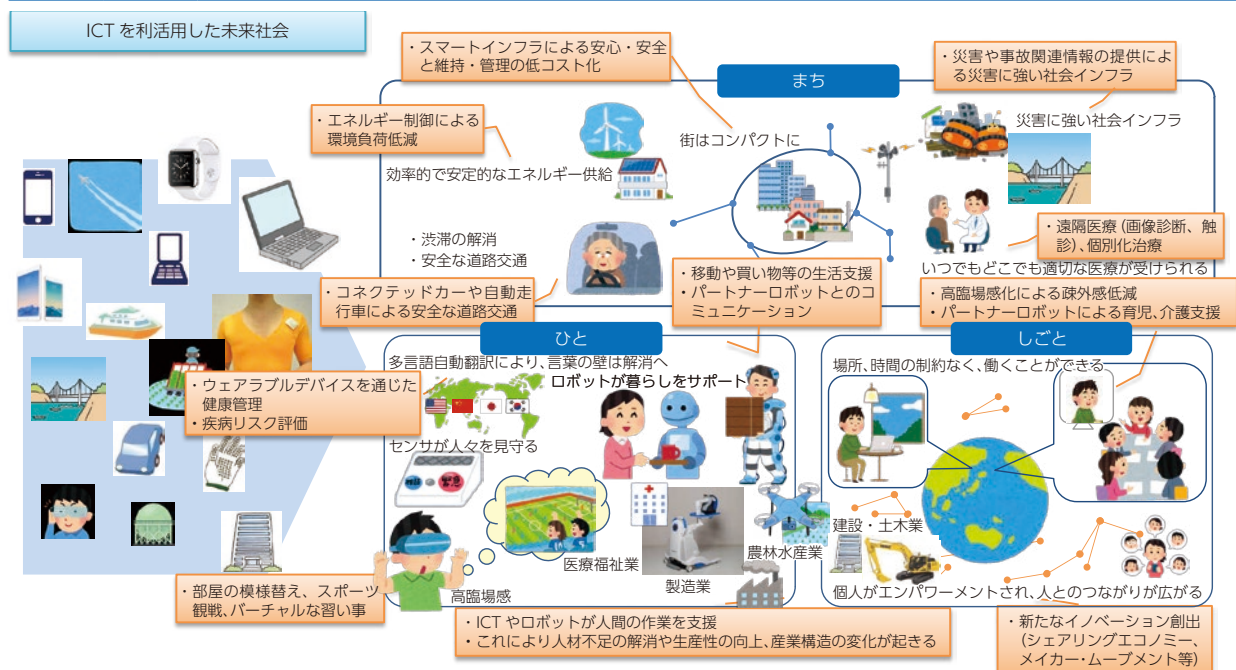 ICT を利活用した未来社会
・スマートインフラによる安心・安全
と維持・管理の低コスト化
まち
・災害や事故関連情報の提供によ
る災害に強い社会インフラ
・エネルギー制御による
環境負荷低減
街はコンパクトに
災害に強い社会インフラ
効率的で安定的なエネルギー供給
・渋滞の解消
・安全な道路交通
・遠隔医療（画像診断、触
診）、個別化治療
いつでもどこでも適切な医療が受けられる
・コネクテッドカーや自動走
行車による安全な道路交通
・移動や買い物等の生活支援
・パートナーロボットとのコ
ミュニケーション
・高臨場感化による疎外感低減
・パートナーロボットによる育児、介護支援
ひと
しごと
多言語自動翻訳により、言葉の壁は解消へ
ロボットが暮らしをサポート
場所、時間の制約なく、働くことができる
・ウェアラブルデバイスを通じた
健康管理
・疾病リスク評価
センサが人々を見守る
緊急
医療福祉業
製造業
農林水産業
建設・土木業
高臨場感
個人がエンパワーメントされ、人とのつながりが広がる
・部屋の模様替え、スポーツ
観戦、バーチャルな習い事
・ICT やロボットが人間の作業を支援
・これにより人材不足の解消や生産性の向上、産業構造の変化が起きる
・新たなイノベーション創出
（シェアリングエコノミー、
メイカー・ムーブメント等）